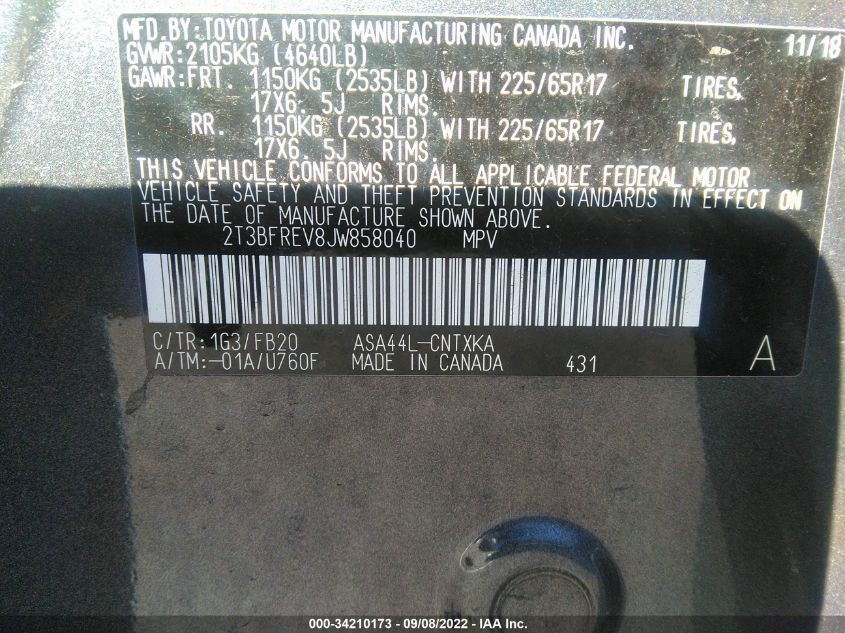 MFD.BY:TOYOTA MOTOR MANUFACTURING CANADA INC.
GVWR:2105KG (4640LB) 11/18
GAWR:FRT. 1150KG (2535LB) WITH 225/65R17 TIRES,
17X6. 5J RIMS.
RR. 1150KG (2535LB) WITH 225/65R17 TIRES,
17X6. 5J RIMS.
THIS VEHICLE CONFORMS TO ALL APPLICABLE FEDERAL MOTOR
VEHICLE SAFETY AND THEFT PREVENTION STANDARDS IN EFFECT ON
THE DATE OF MANUFACTURE SHOWN ABOVE.
2T3BFREV8JW858040 MPV
C/TR:1G3/FB20 ASA44L-CNTXKA
A/TM:-01A/U760F MADE IN CANADA 431 A
000-34210173 - 09/08/2022 - IAA Inc.